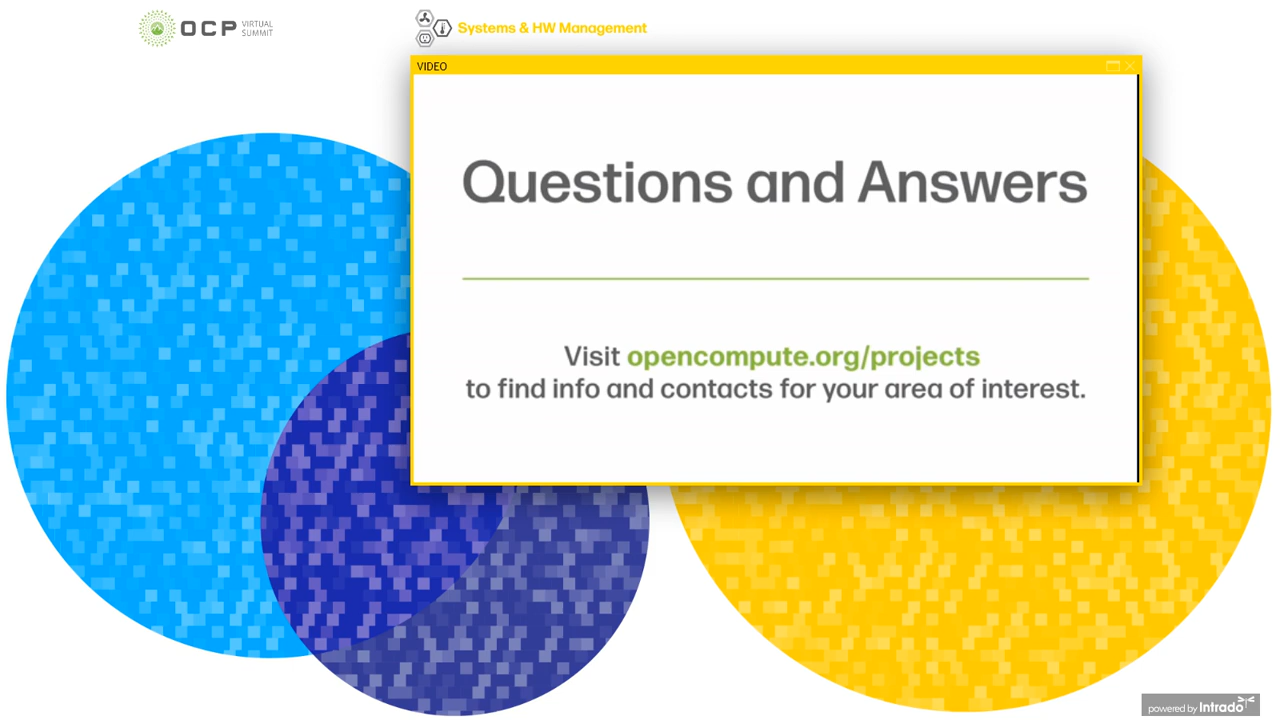 OCP VIRTUAL SUMMIT
Systems & HW Management
VIDEO
Questions and Answers
Visit opencompute.org/projects
to find info and contacts for your area of interest.
powered by Intrado